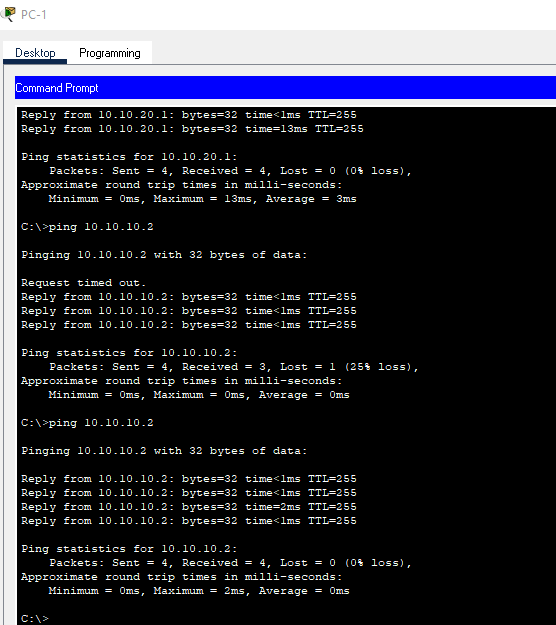 PC-1
Desktop Programming
Command Prompt
Reply from 10.10.20.1: bytes=32 time<1ms TTL=255
Reply from 10.10.20.1: bytes=32 time=13ms TTL=255
Ping statistics for 10.10.20.1:
Packets: Sent = 4, Received = 4, Lost = 0 (0% loss),
Approximate round trip times in milli-seconds:
Minimum = 0ms, Maximum = 13ms, Average = 3ms
C:\>ping 10.10.10.2
Pinging 10.10.10.2 with 32 bytes of data:
Request timed out.
Reply from 10.10.10.2: bytes=32 time<1ms TTL=255
Reply from 10.10.10.2: bytes=32 time<1ms TTL=255
Reply from 10.10.10.2: bytes=32 time<1ms TTL=255
Ping statistics for 10.10.10.2:
Packets: Sent = 4, Received = 3, Lost = 1 (25% loss),
Approximate round trip times in milli-seconds:
Minimum = 0ms, Maximum = 0ms, Average = 0ms
C:\>ping 10.10.10.2
Pinging 10.10.10.2 with 32 bytes of data:
Reply from 10.10.10.2: bytes=32 time<1ms TTL=255
Reply from 10.10.10.2: bytes=32 time<1ms TTL=255
Reply from 10.10.10.2: bytes=32 time=2ms TTL=255
Reply from 10.10.10.2: bytes=32 time<1ms TTL=255
Ping statistics for 10.10.10.2:
Packets: Sent = 4, Received = 4, Lost = 0 (0% loss),
Approximate round trip times in milli-seconds:
Minimum = 0ms, Maximum = 2ms, Average = 0ms
C:\>